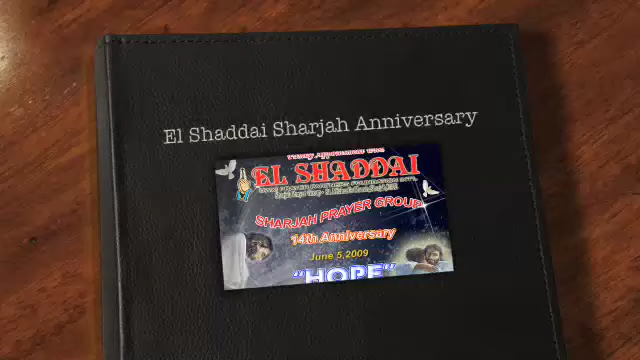 El Shaddai Sharjah Anniversary
EL SHADDAI
SHARJAH PRAYER GROUP
14th Anniversary
June 5,2009
"HOPE"